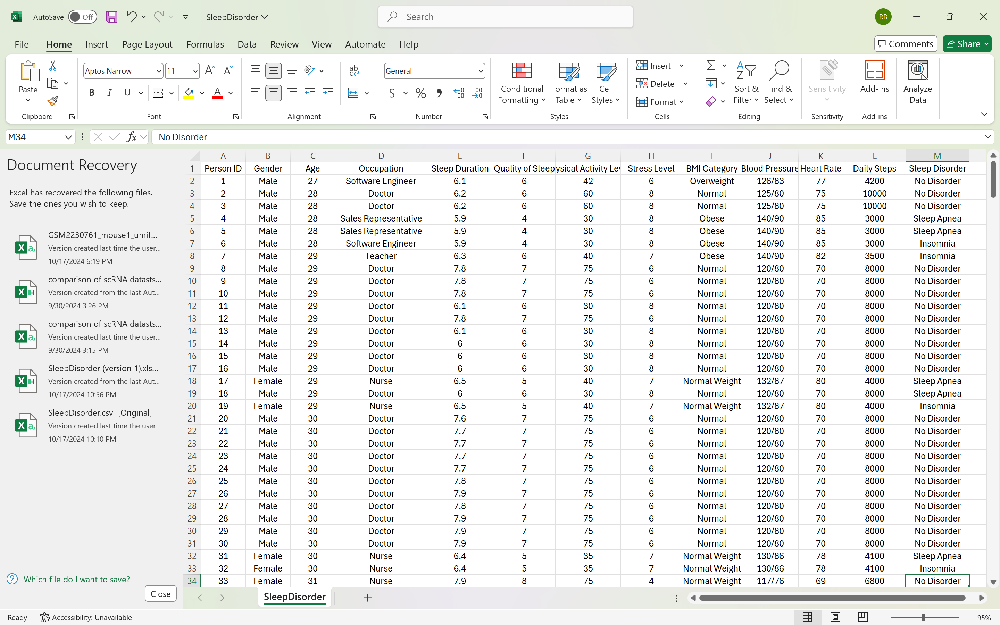 AutoSave Off SleepDisorder Search RB
File Home Insert Page Layout Formulas Data Review View Automate Help Comments Share
Paste Aptos Narrow 11 General Conditional Formatting Format as Table Cell Styles Insert Delete Format Sort & Filter Find & Select Sensitivity Add-ins Analyze Data
Clipboard Font Alignment Number Styles Cells Editing Sensitivity Add-ins
M34 fx No Disorder
Document Recovery
Excel has recovered the following files.
Save the ones you wish to keep.
GSM2230761_mouse1_umif...
Version created last time the user...
10/17/2024 6:19 PM
comparison of scRNA datasts...
Version created from the last Aut...
9/30/2024 3:26 PM
comparison of scRNA datasts...
Version created last time the user...
9/30/2024 3:15 PM
SleepDisorder (version 1).xls...
Version created from the last Aut...
10/17/2024 10:56 PM
SleepDisorder.csv [Original]
Version created last time the user...
10/17/2024 10:10 PM
Which file do I want to save?
Close
A B C D E F G H I J K L M
1 Person ID Gender Age Occupation Sleep Duration Quality of Sleep ysical Activity Lev Stress Level BMI Category Blood Pressure Heart Rate Daily Steps Sleep Disorder
2 1 Male 27 Software Engineer 6.1 6 42 6 Overweight 126/83 77 4200 No Disorder
3 2 Male 28 Doctor 6.2 6 60 8 Normal 125/80 75 10000 No Disorder
4 3 Male 28 Doctor 6.2 6 60 8 Normal 125/80 75 10000 No Disorder
5 4 Male 28 Sales Representative 5.9 4 30 8 Obese 140/90 85 3000 Sleep Apnea
6 5 Male 28 Sales Representative 5.9 4 30 8 Obese 140/90 85 3000 Sleep Apnea
7 6 Male 28 Software Engineer 5.9 4 30 8 Obese 140/90 85 3000 Insomnia
8 7 Male 29 Teacher 6.3 6 40 7 Obese 140/90 82 3500 Insomnia
9 8 Male 29 Doctor 7.8 7 75 6 Normal 120/80 70 8000 No Disorder
10 9 Male 29 Doctor 7.8 7 75 6 Normal 120/80 70 8000 No Disorder
11 10 Male 29 Doctor 7.8 7 75 6 Normal 120/80 70 8000 No Disorder
12 11 Male 29 Doctor 6.1 6 30 8 Normal 120/80 70 8000 No Disorder
13 12 Male 29 Doctor 7.8 7 75 6 Normal 120/80 70 8000 No Disorder
14 13 Male 29 Doctor 6.1 6 30 8 Normal 120/80 70 8000 No Disorder
15 14 Male 29 Doctor 6 6 30 8 Normal 120/80 70 8000 No Disorder
16 15 Male 29 Doctor 6 6 30 8 Normal 120/80 70 8000 No Disorder
17 16 Male 29 Doctor 6 6 30 8 Normal 120/80 70 8000 No Disorder
18 17 Female 29 Nurse 6.5 5 40 7 Normal Weight 132/87 80 4000 Sleep Apnea
19 18 Male 29 Doctor 6 6 30 8 Normal 120/80 70 8000 Sleep Apnea
20 19 Female 29 Nurse 6.5 5 40 7 Normal Weight 132/87 80 4000 Insomnia
21 20 Male 30 Doctor 7.6 7 75 6 Normal 120/80 70 8000 No Disorder
22 21 Male 30 Doctor 7.7 7 75 6 Normal 120/80 70 8000 No Disorder
23 22 Male 30 Doctor 7.7 7 75 6 Normal 120/80 70 8000 No Disorder
24 23 Male 30 Doctor 7.7 7 75 6 Normal 120/80 70 8000 No Disorder
25 24 Male 30 Doctor 7.7 7 75 6 Normal 120/80 70 8000 No Disorder
26 25 Male 30 Doctor 7.8 7 75 6 Normal 120/80 70 8000 No Disorder
27 26 Male 30 Doctor 7.9 7 75 6 Normal 120/80 70 8000 No Disorder
28 27 Male 30 Doctor 7.8 7 75 6 Normal 120/80 70 8000 No Disorder
29 28 Male 30 Doctor 7.9 7 75 6 Normal 120/80 70 8000 No Disorder
30 29 Male 30 Doctor 7.9 7 75 6 Normal 120/80 70 8000 No Disorder
31 30 Male 30 Doctor 7.9 7 75 6 Normal 120/80 70 8000 No Disorder
32 31 Female 30 Nurse 6.4 5 35 7 Normal Weight 130/86 78 4100 Sleep Apnea
33 32 Female 30 Nurse 6.4 5 35 7 Normal Weight 130/86 78 4100 Insomnia
34 33 Female 31 Nurse 7.9 8 75 4 Normal Weight 117/76 69 6800 No Disorder
SleepDisorder
Ready Accessibility: Unavailable 95%